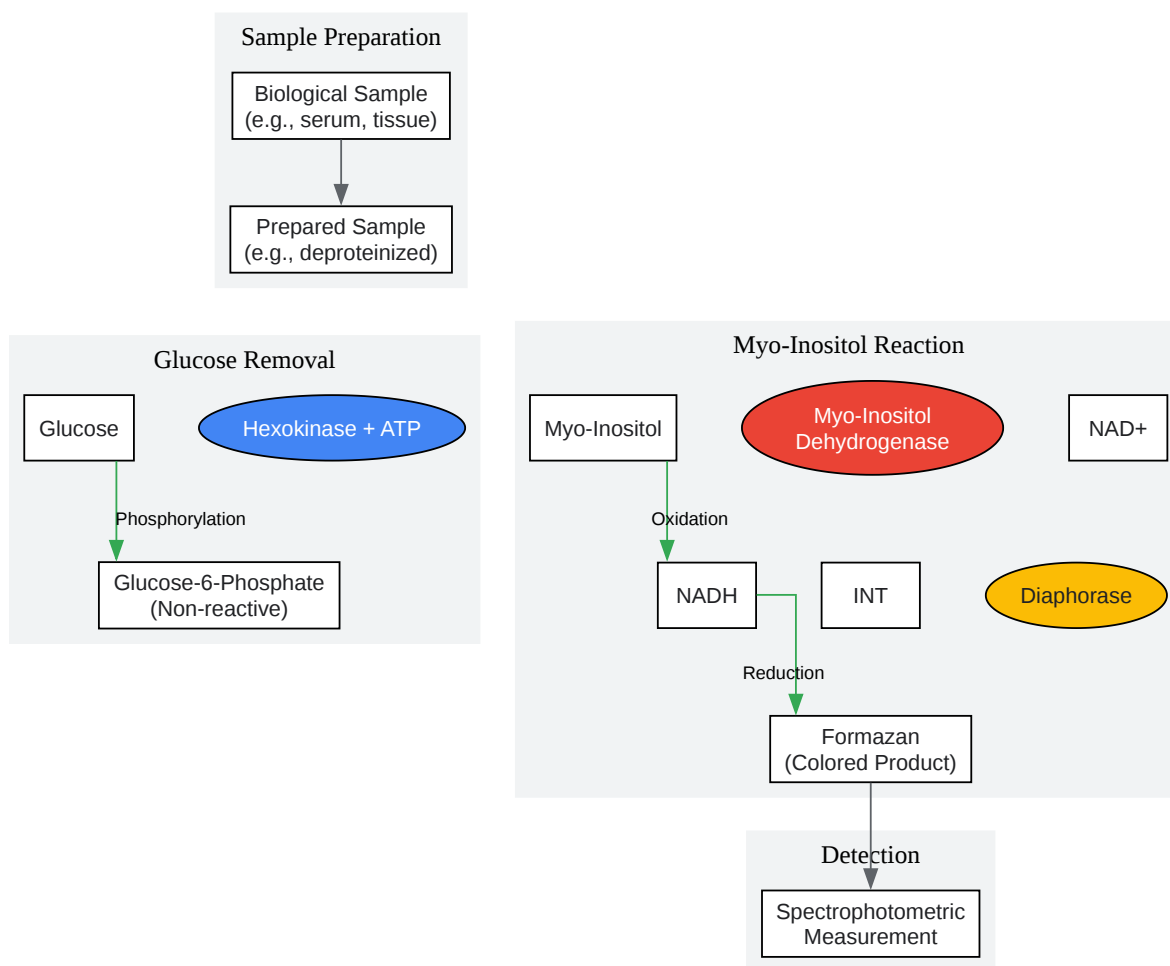 Sample Preparation
Biological Sample
(e.g., serum, tissue)
Prepared Sample
(e.g., deproteinized)
Glucose Removal
Glucose
Hexokinase + ATP
Phosphorylation
Glucose-6-Phosphate
(Non-reactive)
Myo-Inositol Reaction
Myo-Inositol
Myo-Inositol
Dehydrogenase
NAD+
Oxidation
NADH
INT
Diaphorase
Reduction
Formazan
(Colored Product)
Detection
Spectrophotometric
Measurement